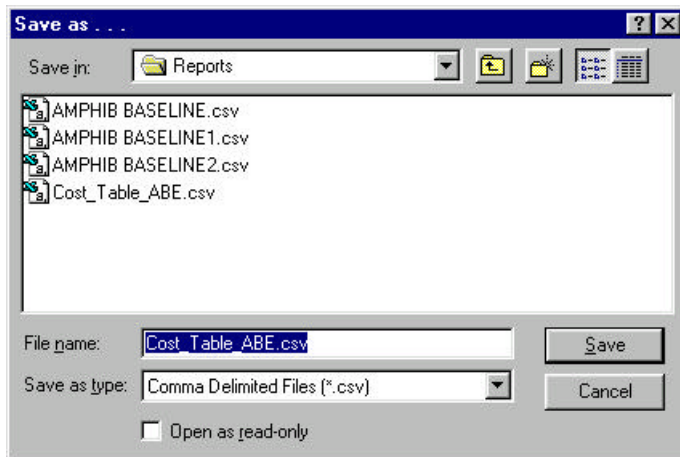 Save as . . .
Save in: Reports
AMPHIB BASELINE.csv
AMPHIB BASELINE1.csv
AMPHIB BASELINE2.csv
Cost_Table_ABE.csv
File name: Cost_Table_ABE.csv Save
Save as type: Comma Delimited Files (*.csv) Cancel
Open as read-only